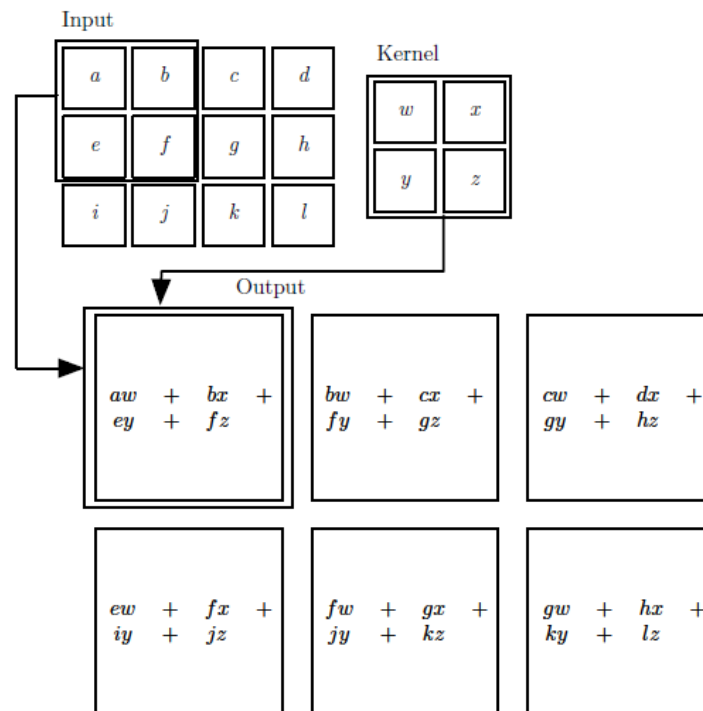 Input
Kernel
a b c d
w x
e f g h
y z
i j k l
Output
aw + bx +
ey + fz
bw + cx +
fy + gz
cw + dx +
gy + hz
ew + fx +
iy + jz
fw + gx +
jy + kz
gw + hx +
ky + lz